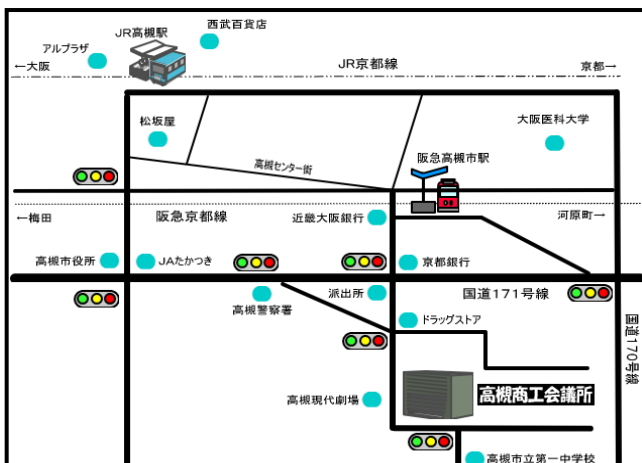 西武百貨店
JR高槻駅
アルプラザ
←大阪
JR京都線
京都→
松坂屋
大阪医科大学
高槻センター街
阪急高槻市駅
←梅田
阪急京都線
近畿大阪銀行
河原町→
高槻市役所
JAたかつき
京都銀行
高槻警察署
派出所
国道171号線
ドラッグストア
国道170号線
高槻現代劇場
高槻商工会議所
高槻市立第一中学校